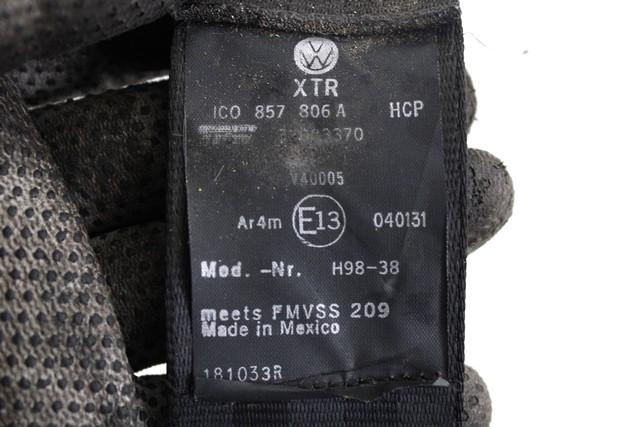 XTR
1C0 857 806 A HCP
V40005
Ar4m E13 040131
Mod. -Nr. H98-38
meets FMVSS 209
Made in Mexico
181033R